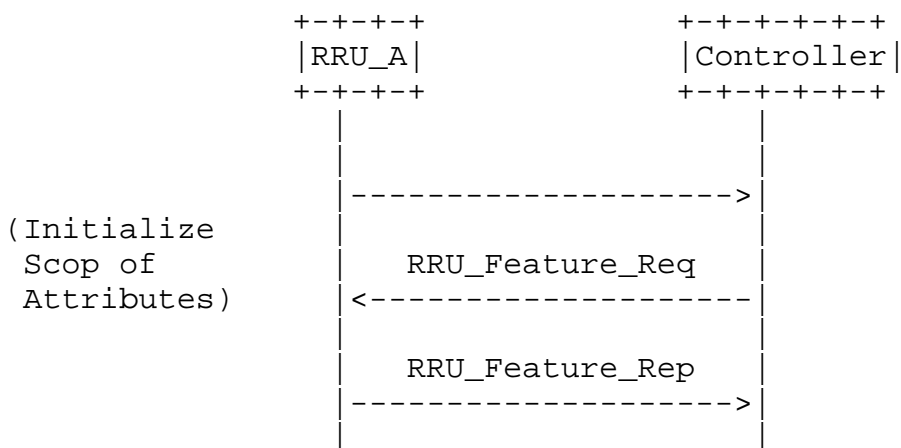 +-+-+-+ +-+-+-+-+-+
|RRU_A| |Controller|
+-+-+-+ +-+-+-+-+-+
| |
| |
|-------------------->|
(Initialize | |
Scop of | RRU_Feature_Req |
Attributes) |<--------------------|
| |
| RRU_Feature_Rep |
|-------------------->|
| |